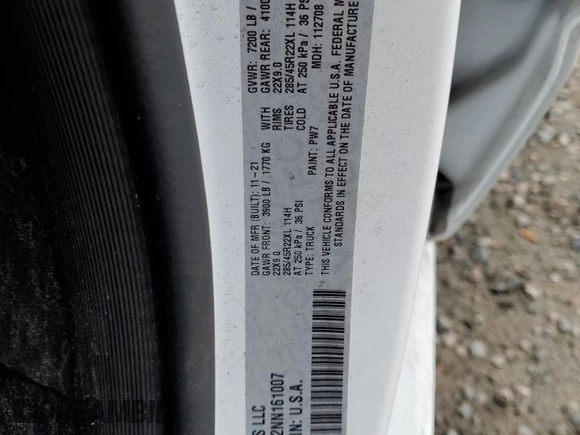 S LLC
DATE OF MFR (BUILT): 11-21 GVWR: 7200 LB /
GAWR FRONT: 3900 LB / 1770 KG WITH GAWR REAR: 4100
22X9.0 RIMS 22X9.0
285/45R22XL 114H TIRES 285/45R22XL 114H
AT 250 kPa / 36 PSI COLD AT 250 kPa / 36 PSI
TYPE: TRUCK PAINT: PW7 MDH: 112708
THIS VEHICLE CONFORMS TO ALL APPLICABLE U.S.A. FEDERAL M
STANDARDS IN EFFECT ON THE DATE OF MANUFACTURE
2NN161007
IN: U.S.A.